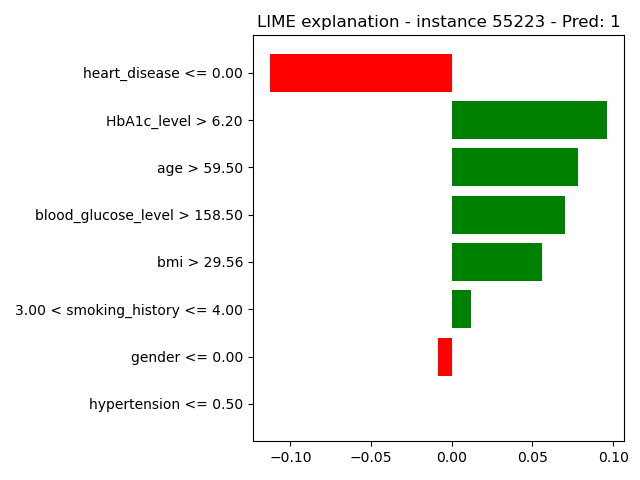 LIME explanation - instance 55223 - Pred: 1
heart_disease <= 0.00
HbA1c_level > 6.20
age > 59.50
blood_glucose_level > 158.50
bmi > 29.56
3.00 < smoking_history <= 4.00
gender <= 0.00
hypertension <= 0.50
−0.10 −0.05 0.00 0.05 0.10